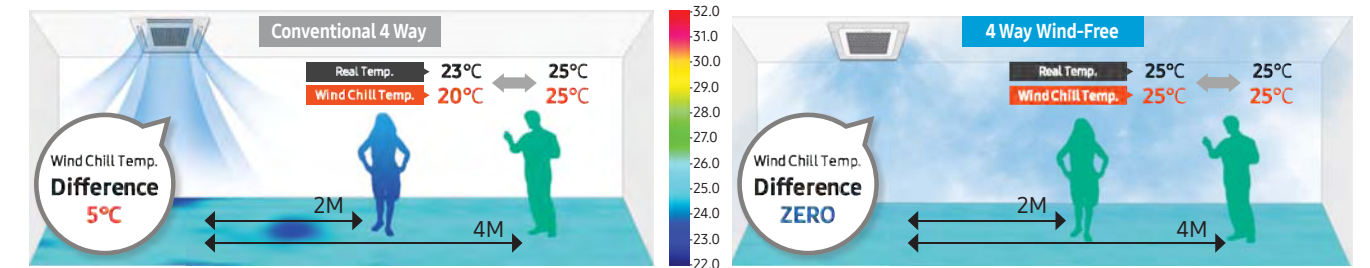 Conventional 4 Way
Real Temp. 23°C 25°C
Wind Chill Temp. 20°C 25°C
Wind Chill Temp.
Difference
5°C
2M
4M
32.0
31.0
30.0
29.0
28.0
27.0
26.0
25.0
24.0
23.0
22.0
4 Way Wind-Free
Real Temp. 25°C 25°C
Wind Chill Temp. 25°C 25°C
Wind Chill Temp.
Difference
ZERO
2M
4M